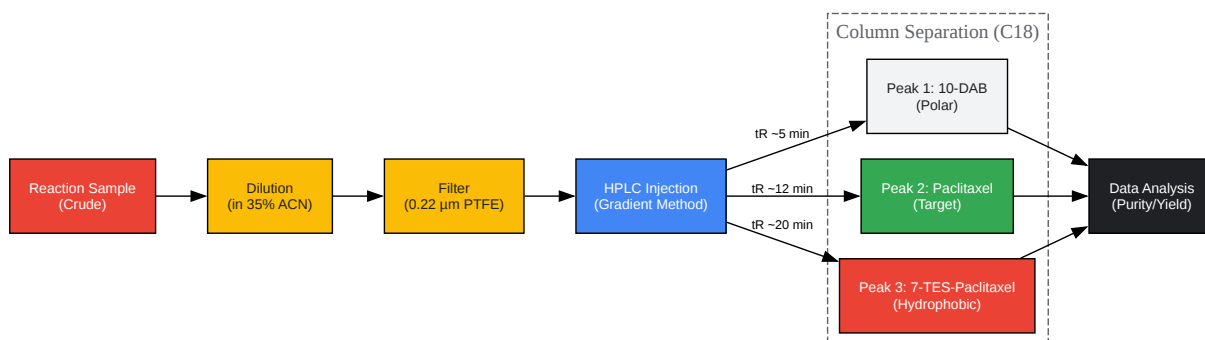 Column Separation (C18)
Peak 1: 10-DAB
(Polar)
tR ~5 min
Reaction Sample
(Crude)
Dilution
(in 35% ACN)
Filter
(0.22 µm PTFE)
HPLC Injection
(Gradient Method)
tR ~12 min
Peak 2: Paclitaxel
(Target)
Data Analysis
(Purity/Yield)
tR ~20 min
Peak 3: 7-TES-Paclitaxel
(Hydrophobic)